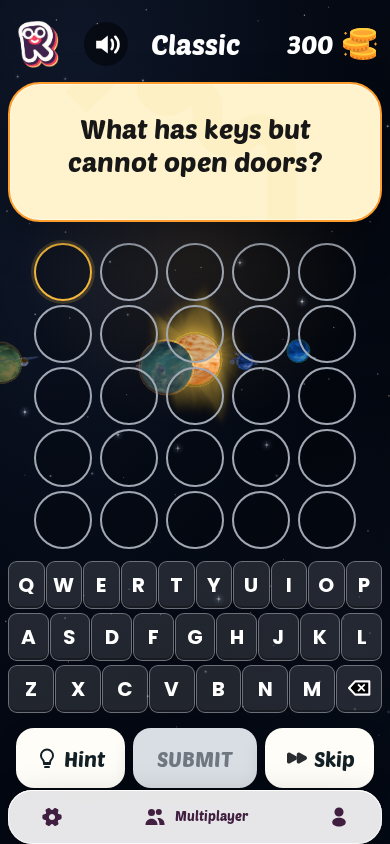 Classic
300
What has keys but
cannot open doors?
Q W E R T Y U I O P
A S D F G H J K L
Z X C V B N M
Hint SUBMIT Skip
Multiplayer